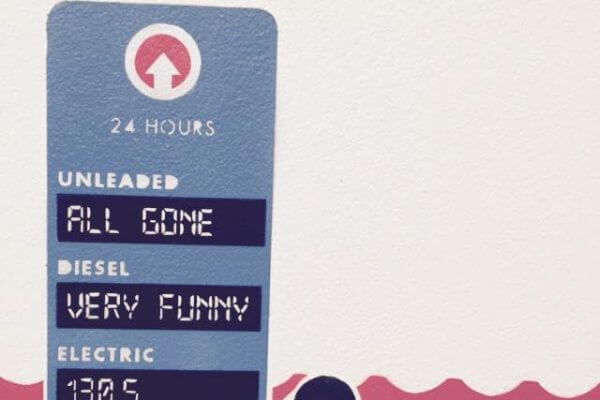 24 HOURS
UNLEADED
ALL GONE
DIESEL
VERY FUNNY
ELECTRIC
130.5